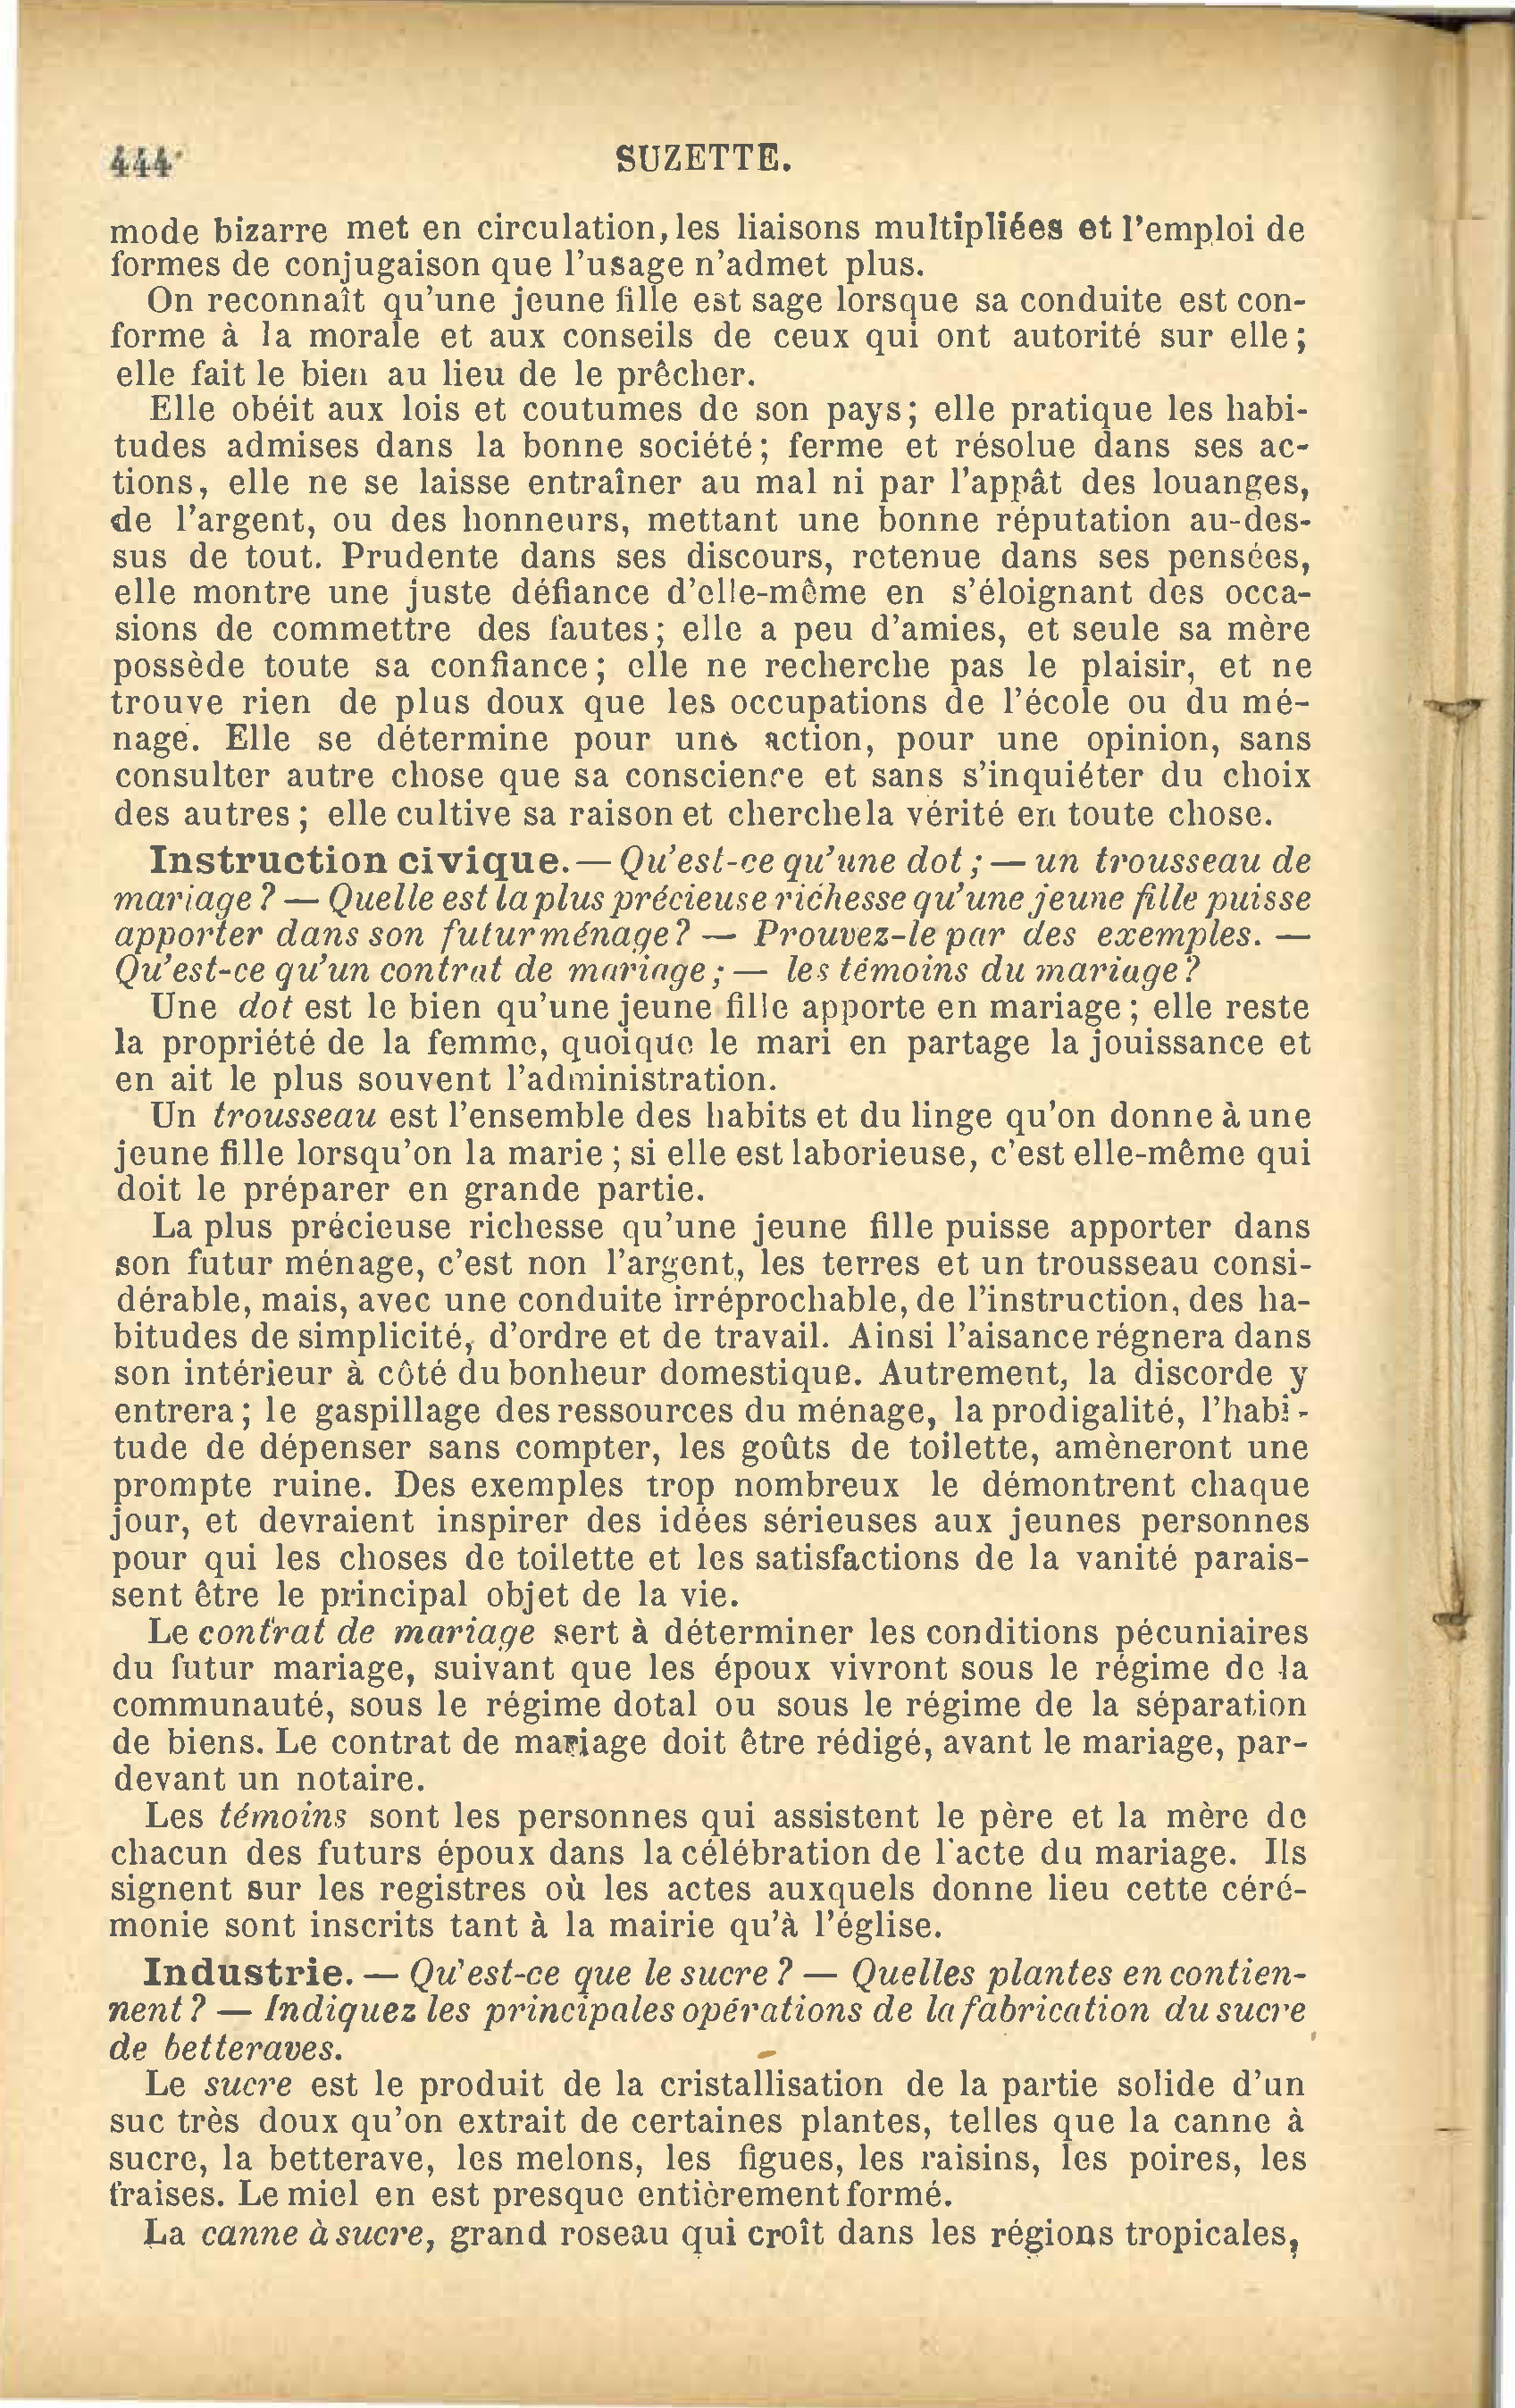 444
SUZETTE.
mode bizarre met en circulation, les liaisons multipliées et l'emploi de
formes de conjugaison que l'usage n'admet plus.
On reconnaît qu'une jeune fille est sage lorsque sa conduite est con-
forme à la morale et aux conseils de ceux qui ont autorité sur elle;
elle fait le bien au lieu de le prêcher.
Elle obéit aux lois et coutumes de son pays; elle pratique les habi-
tudes admises dans la bonne société; ferme et résolue dans ses ac-
tions, elle ne se laisse entraîner au mal ni par l'appât des louanges,
de l'argent, ou des honneurs, mettant une bonne réputation au-des-
sus de tout. Prudente dans ses discours, retenue dans ses pensées,
elle montre une juste défiance d'elle-même en s'éloignant des occa-
sions de commettre des fautes; elle a peu d'amies, et seule sa mère
possède toute sa confiance; elle ne recherche pas le plaisir, et ne
trouve rien de plus doux que les occupations de l'école ou du mé-
nage. Elle se détermine pour une action, pour une opinion, sans
consulter autre chose que sa conscience et sans s'inquiéter du choix
des autres; elle cultive sa raison et cherche la vérité en toute chose.
Instruction civique. — Qu'est-ce qu'une dot; — un trousseau de
mariage? — Quelle est la plus précieuse richesse qu'une jeune fille puisse
apporter dans son futur ménage? — Prouvez-le par des exemples. —
Qu'est-ce qu'un contrat de mariage; — les témoins du mariage?
Une dot est le bien qu'une jeune fille apporte en mariage; elle reste
la propriété de la femme, quoique le mari en partage la jouissance et
en ait le plus souvent l'administration.
Un trousseau est l'ensemble des habits et du linge qu'on donne à une
jeune fille lorsqu'on la marie; si elle est laborieuse, c'est elle-même qui
doit le préparer en grande partie.
La plus précieuse richesse qu'une jeune fille puisse apporter dans
son futur ménage, c'est non l'argent, les terres et un trousseau consi-
dérable, mais, avec une conduite irréprochable, de l'instruction, des ha-
bitudes de simplicité, d'ordre et de travail. Ainsi l'aisance régnera dans
son intérieur à côté du bonheur domestique. Autrement, la discorde y
entrera; le gaspillage des ressources du ménage, la prodigalité, l'habi-
tude de dépenser sans compter, les goûts de toilette, amèneront une
prompte ruine. Des exemples trop nombreux le démontrent chaque
jour, et devraient inspirer des idées sérieuses aux jeunes personnes
pour qui les choses de toilette et les satisfactions de la vanité parais-
sent être le principal objet de la vie.
Le contrat de mariage sert à déterminer les conditions pécuniaires
du futur mariage, suivant que les époux vivront sous le régime de la
communauté, sous le régime dotal ou sous le régime de la séparation
de biens. Le contrat de mariage doit être rédigé, avant le mariage, par-
devant un notaire.
Les témoins sont les personnes qui assistent le père et la mère de
chacun des futurs époux dans la célébration de l'acte du mariage. Ils
signent sur les registres où les actes auxquels donne lieu cette céré-
monie sont inscrits tant à la mairie qu'à l'église.
Industrie. — Qu'est-ce que le sucre? — Quelles plantes en contien-
nent? — Indiquez les principales opérations de la fabrication du sucre
de betteraves.
Le sucre est le produit de la cristallisation de la partie solide d'un
suc très doux qu'on extrait de certaines plantes, telles que la canne à
sucre, la betterave, les melons, les figues, les raisins, les poires, les
fraises. Le miel en est presque entièrement formé.
La canne à sucre, grand roseau qui croît dans les régions tropicales,